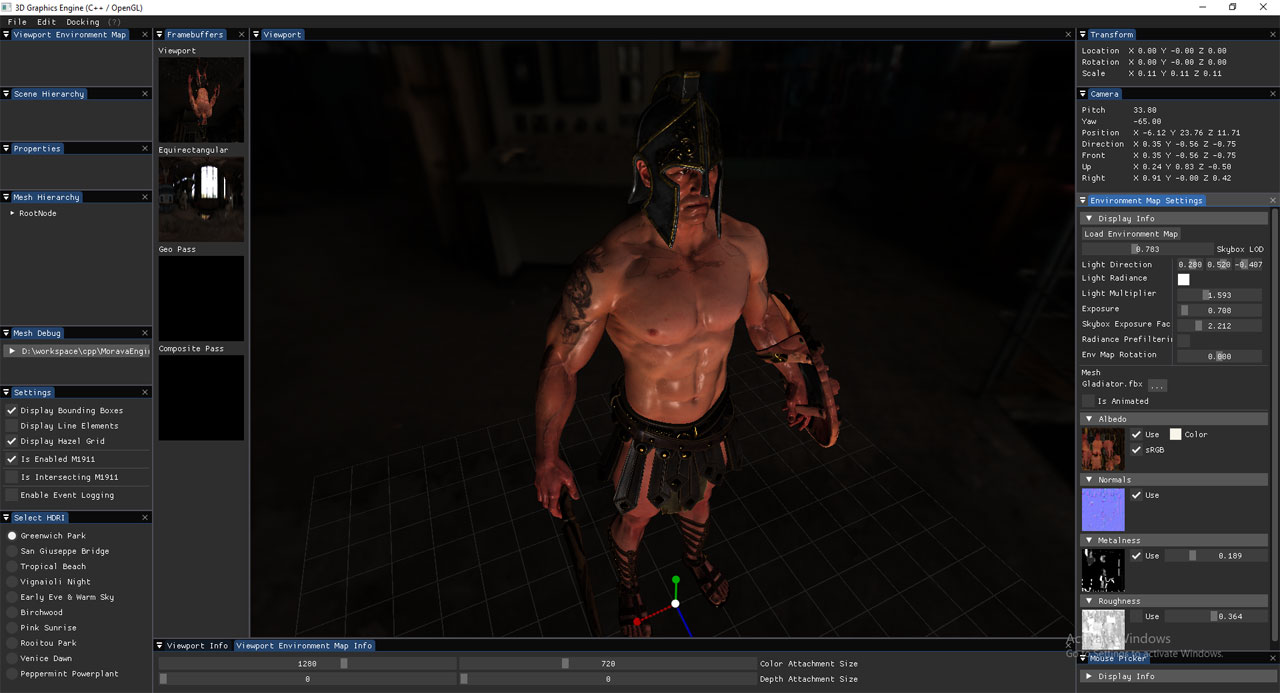 3D Graphics Engine (C++ / OpenGL)
File Edit Docking (?)
Viewport Environment Map
Scene Hierarchy
Properties
Mesh Hierarchy
RootNode
Mesh Debug
D:\workspace\cpp\MoravaEngi
Settings
Display Bounding Boxes
Display Line Elements
Display Hazel Grid
Is Enabled M1911
Is Intersecting M1911
Enable Event Logging
Select HDRI
Greenwich Park
San Giuseppe Bridge
Tropical Beach
Vignaioli Night
Early Eve & Warm Sky
Birchwood
Pink Sunrise
Rooitou Park
Venice Dawn
Peppermint Powerplant
Framebuffers
Viewport
Equirectangular
Geo Pass
Composite Pass
Viewport
Viewport Info Viewport Environment Map Info
1280 720 Color Attachment Size
0 0 Depth Attachment Size
Transform
Location X 0.00 Y -0.00 Z 0.00
Rotation X 0.00 Y -0.00 Z 0.00
Scale X 0.11 Y 0.11 Z 0.11
Camera
Pitch 33.80
Yaw -65.00
Position X -6.12 Y 23.76 Z 11.71
Direction X 0.35 Y -0.56 Z -0.75
Front X 0.35 Y -0.56 Z -0.75
Up X 0.24 Y 0.83 Z -0.50
Right X 0.91 Y -0.00 Z 0.42
Environment Map Settings
Display Info
Load Environment Map
0.783 Skybox LOD
Light Direction 0.280 0.520 -0.407
Light Radiance
Light Multiplier 1.593
Exposure 0.708
Skybox Exposure Fac 2.212
Radiance Prefilterin
Env Map Rotation 0.000
Mesh
Gladiator.fbx ...
Is Animated
Albedo
Use Color
sRGB
Normals
Use
Metalness
Use 0.189
Roughness
Use 0.364
Activate Windows
Go to Settings to activate Windows.
Mouse Picker
Display Info